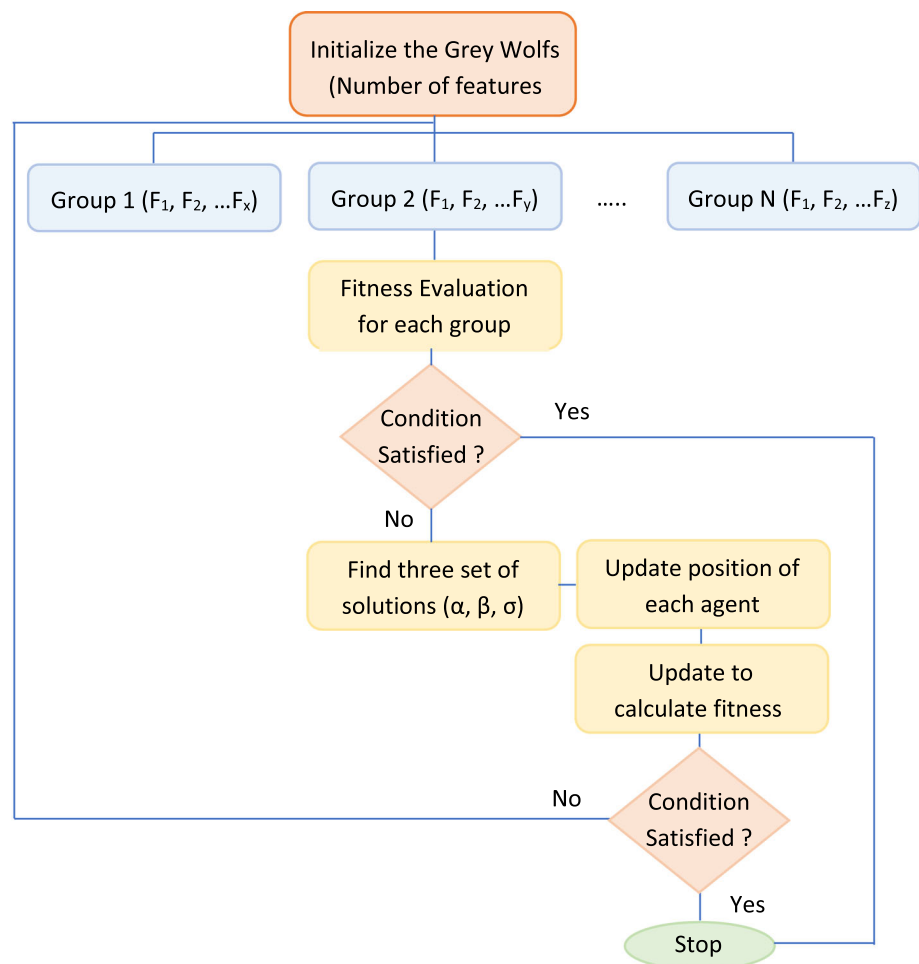 Initialize the Grey Wolfs
(Number of features
Group 1 (F₁, F₂, ...Fₓ)
Group 2 (F₁, F₂, ...Fᵧ)
.....
Group N (F₁, F₂, ...F_z)
Fitness Evaluation
for each group
Condition
Satisfied ?
Yes
No
Find three set of
solutions (α, β, σ)
Update position of
each agent
Update to
calculate fitness
No
Condition
Satisfied ?
Yes
Stop